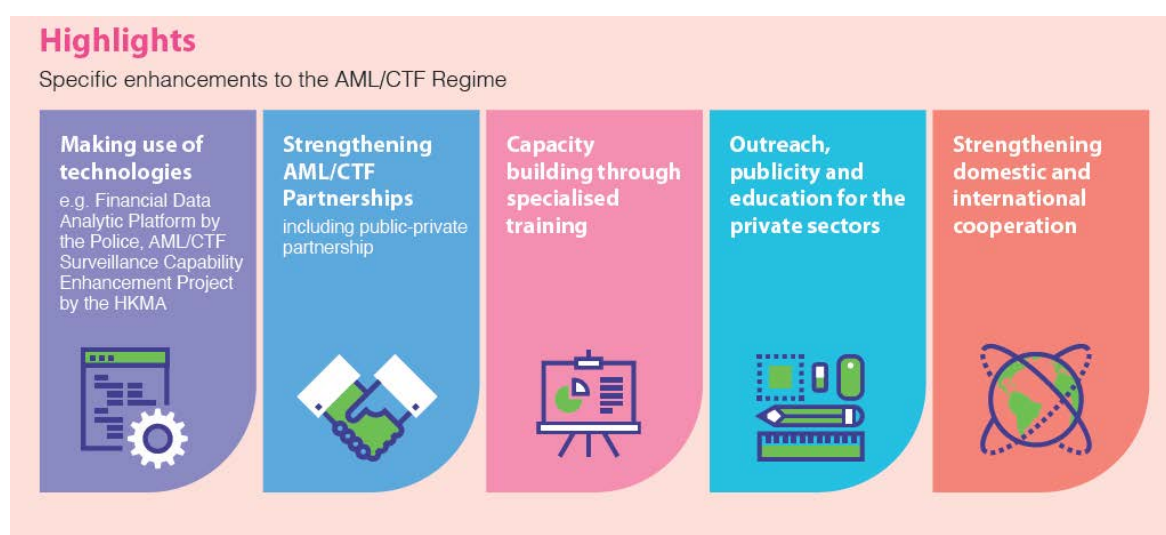 Highlights
Specific enhancements to the AML/CTF Regime
Making use of
technologies
e.g. Financial Data
Analytic Platform by
the Police, AML/CTF
Surveillance Capability
Enhancement Project
by the HKMA
Strengthening
AML/CTF
Partnerships
including public-private
partnership
Capacity
building through
specialised
training
Outreach,
publicity and
education for the
private sectors
Strengthening
domestic and
international
cooperation